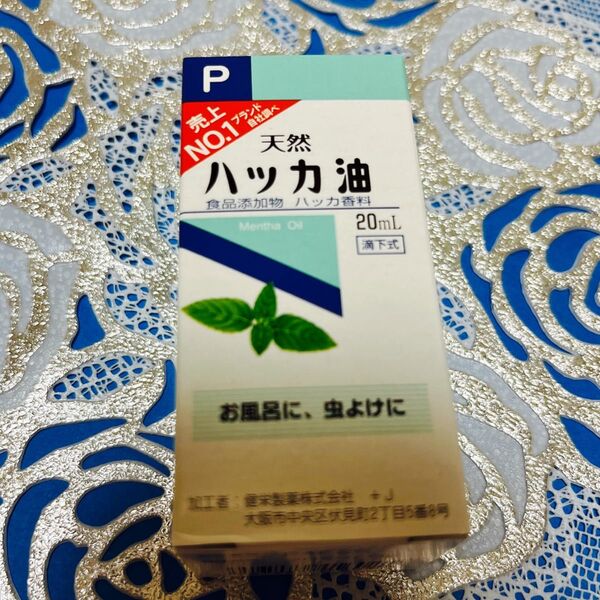 P
売上
NO.1ブランド
自社調べ
天然
ハッカ油
食品添加物 ハッカ香料
Mentha Oil
20mL
滴下式
お風呂に、虫よけに
加工者：健栄製薬株式会社 +J
大阪市中央区伏見町2丁目5番8号